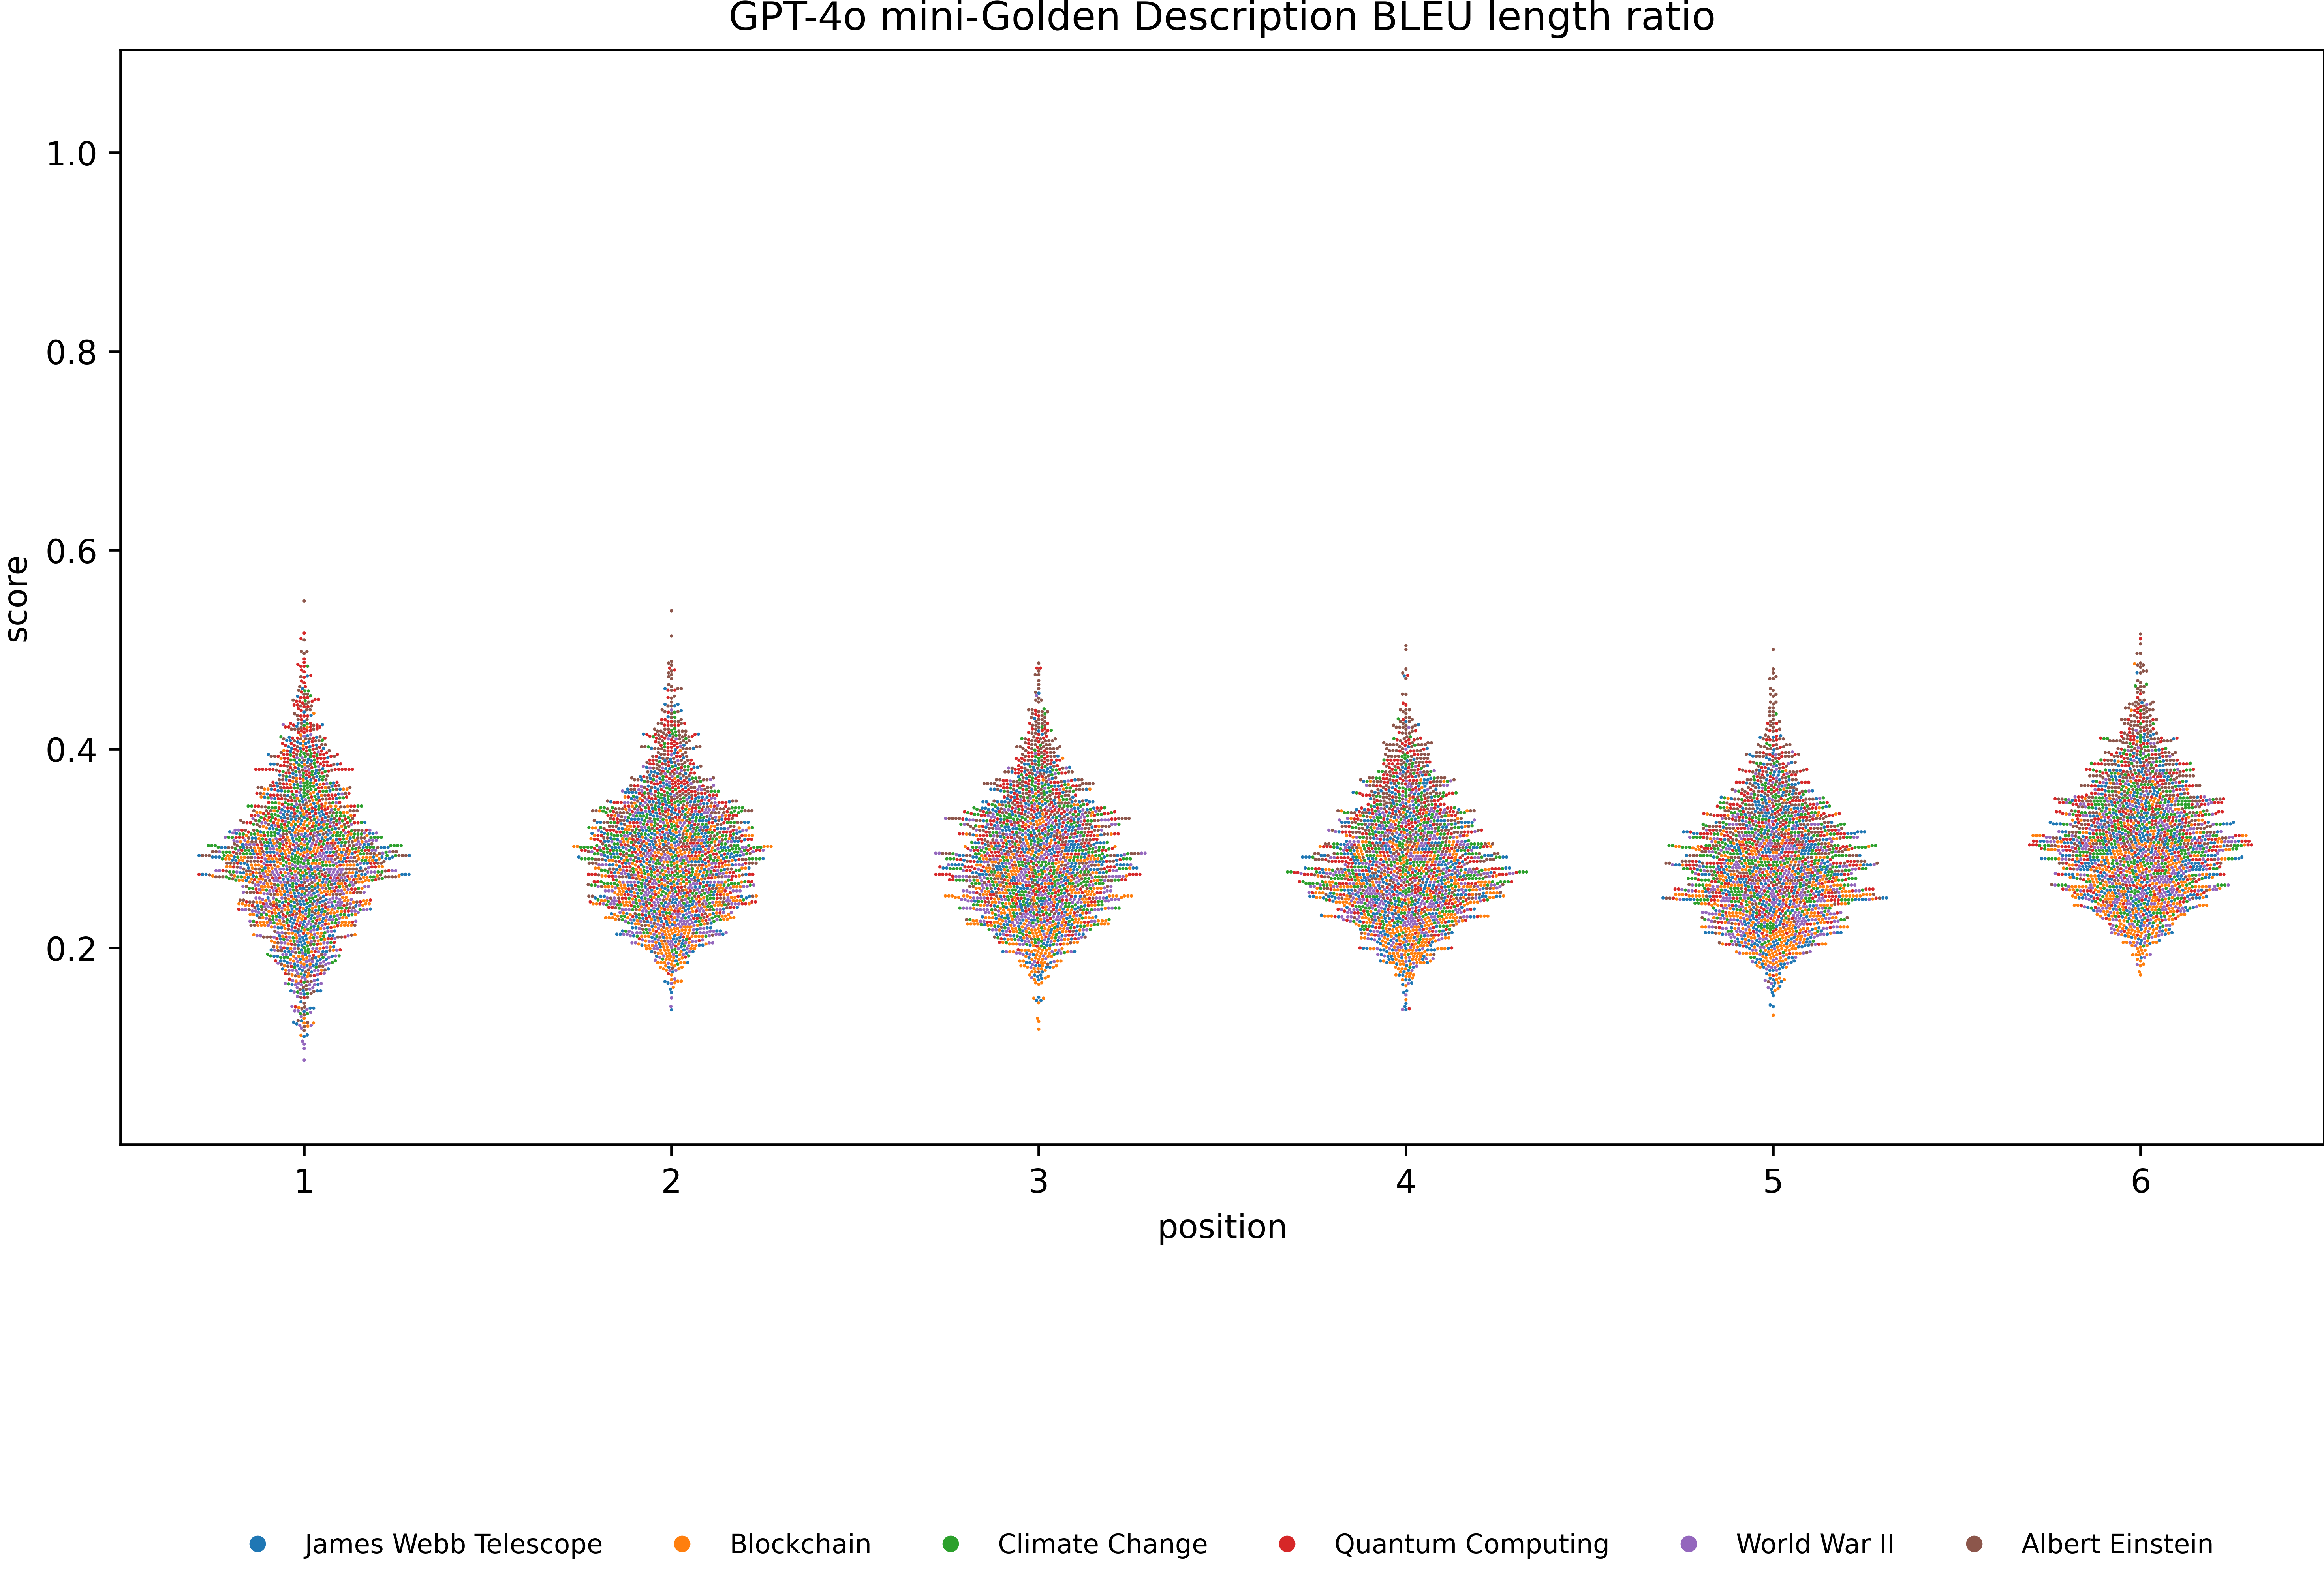 GPT-4o mini-Golden Description BLEU length ratio
1.0
0.8
0.6
0.4
0.2
score
1 2 3 4 5 6
position
James Webb Telescope Blockchain Climate Change Quantum Computing World War II Albert Einstein